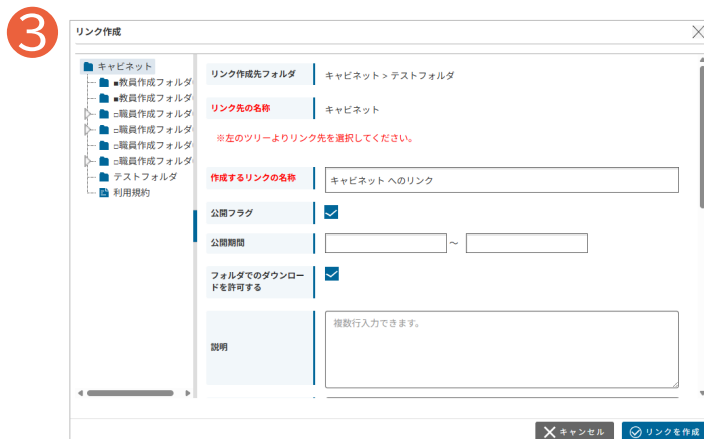 3
リンク作成
キャビネット
■教員作成フォルダ
■教員作成フォルダ
□職員作成フォルダ
□職員作成フォルダ
□職員作成フォルダ
□職員作成フォルダ
テストフォルダ
利用規約
リンク作成先フォルダ
キャビネット > テストフォルダ
リンク先の名称
キャビネット
※左のツリーよりリンク先を選択してください。
作成するリンクの名称
キャビネット へのリンク
公開フラグ
公開期間
～
フォルダでのダウンロー
ドを許可する
説明
複数行入力できます。
キャンセル
リンクを作成